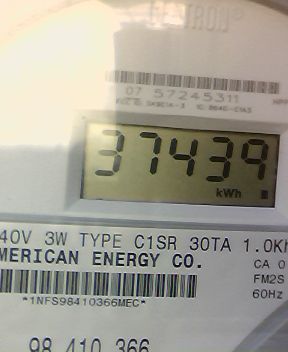 07 57245311
37439
kWh
40V 3W TYPE C1SR 30TA 1.0Kh
MERICAN ENERGY CO.
CA 0
FM2S
60Hz
*1NFS98410366MEC*
98 410 366